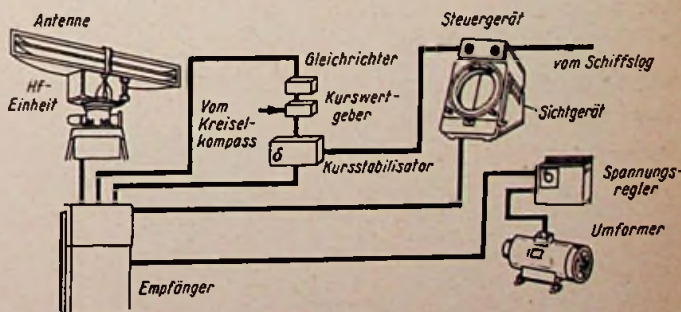 Antenne
Hf-
Einheit
Gleichrichter
Vom
Kreisel-
kompass
Kurswert-
geber
δ
Kursstabilisator
Steuergerät
vom Schiffslog
Sichtgerät
Spannungs-
regler
Umformer
Empfänger